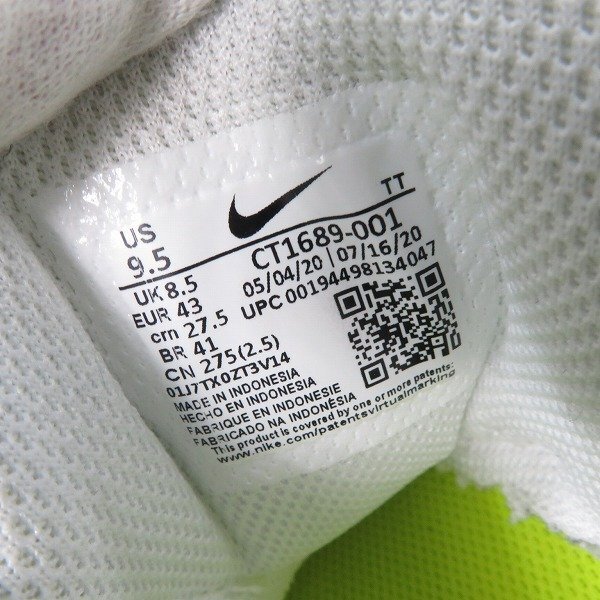 TT
US
9.5
CT1689-001
UK 8.5
05/04/20 07/16/20
EUR 43
UPC 00194498134047
cm 27.5
BR 41
CN 275(2.5)
01J7TX0ZT3V14
MADE IN INDONESIA
HECHO EN INDONESIA
FABRIQUE EN INDONESIE
FABRICADO NA INDONÉSIA
This product is covered by one or more patents:
www.nike.com/patentsvirtualmarking